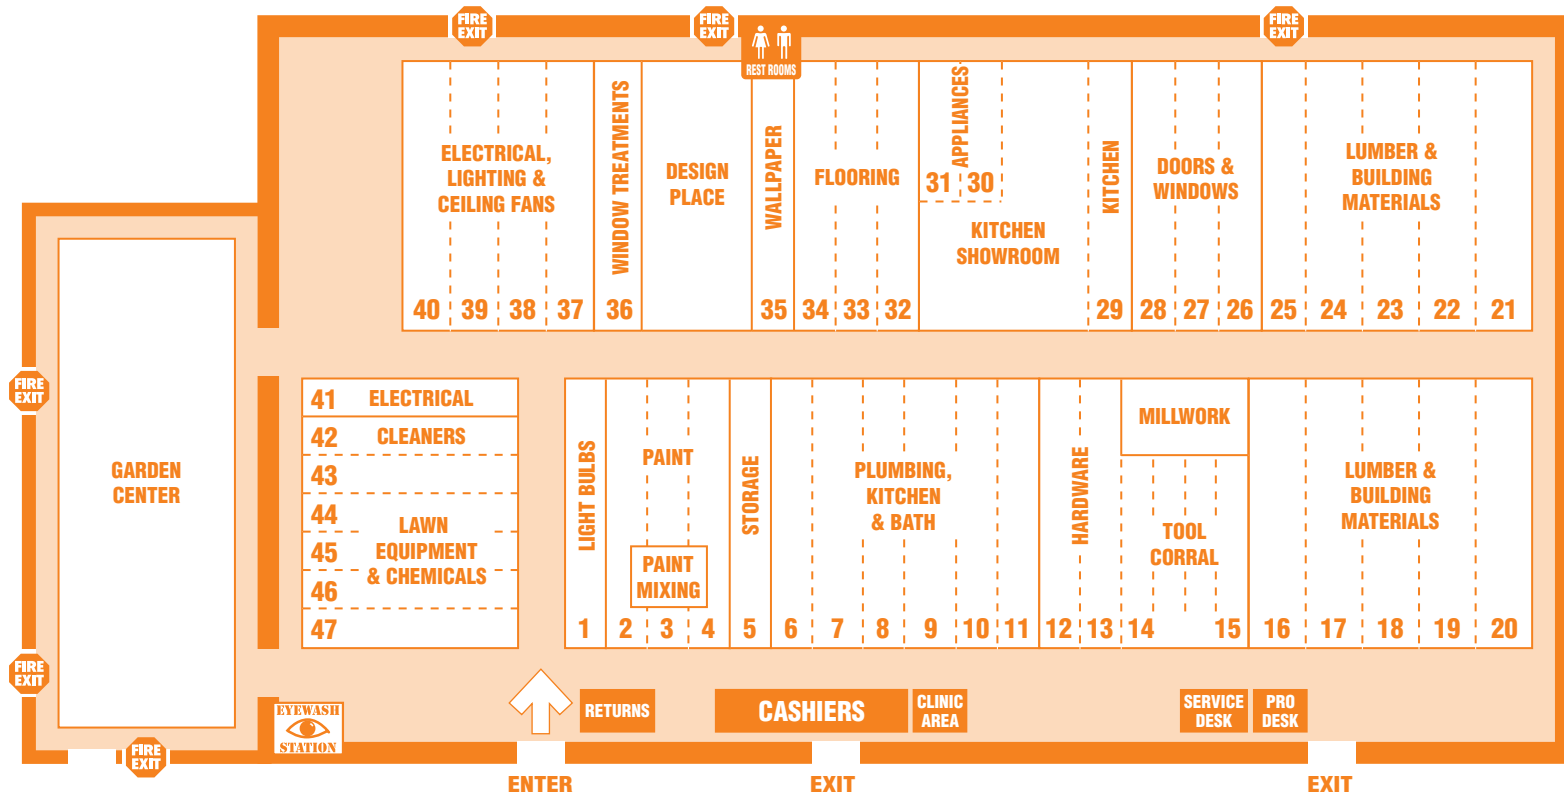 FIRE
EXIT
FIRE
EXIT
FIRE
EXIT
REST ROOMS
ELECTRICAL,
LIGHTING &
CEILING FANS
WINDOW TREATMENTS
DESIGN
PLACE
WALLPAPER
FLOORING
APPLIANCES
31 30
KITCHEN
SHOWROOM
KITCHEN
DOORS &
WINDOWS
LUMBER &
BUILDING
MATERIALS
40 39 38 37 36 35 34 33 32 29 28 27 26 25 24 23 22 21
FIRE
EXIT
GARDEN
CENTER
FIRE
EXIT
FIRE
EXIT
41 ELECTRICAL
42 CLEANERS
43
44
45
46
47
LAWN
EQUIPMENT
& CHEMICALS
LIGHT BULBS
PAINT
PAINT
MIXING
STORAGE
PLUMBING,
KITCHEN
& BATH
HARDWARE
MILLWORK
TOOL
CORRAL
LUMBER &
BUILDING
MATERIALS
1 2 3 4 5 6 7 8 9 10 11 12 13 14 15 16 17 18 19 20
EYEWASH
STATION
RETURNS
CASHIERS
CLINIC
AREA
SERVICE
DESK
PRO
DESK
ENTER
EXIT
EXIT